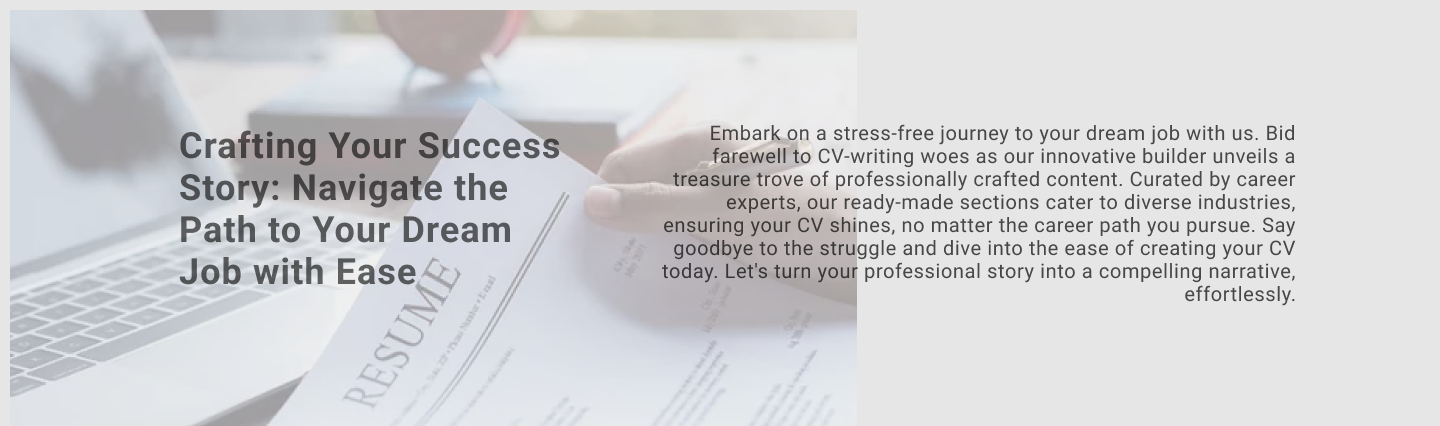 Crafting Your Success
Story: Navigate the
Path to Your Dream
Job with Ease
Embark on a stress-free journey to your dream job with us. Bid
farewell to CV-writing woes as our innovative builder unveils a
treasure trove of professionally crafted content. Curated by career
experts, our ready-made sections cater to diverse industries,
ensuring your CV shines, no matter the career path you pursue. Say
goodbye to the struggle and dive into the ease of creating your CV
today. Let's turn your professional story into a compelling narrative,
effortlessly.
RESUME